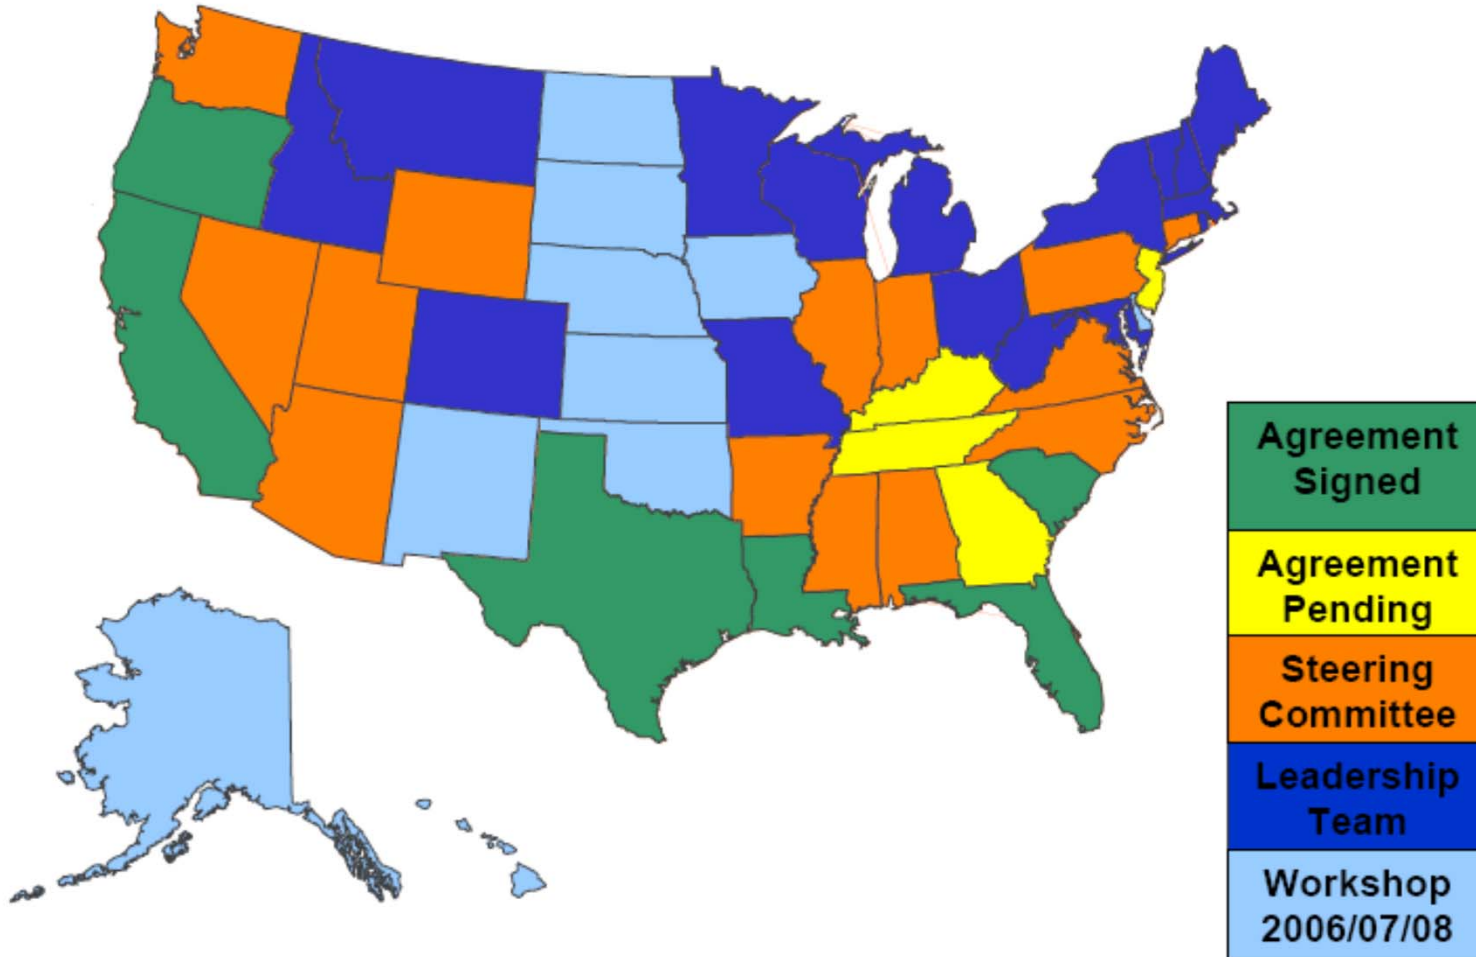 Agreement
Signed
Agreement
Pending
Steering
Committee
Leadership
Team
Workshop
2006/07/08